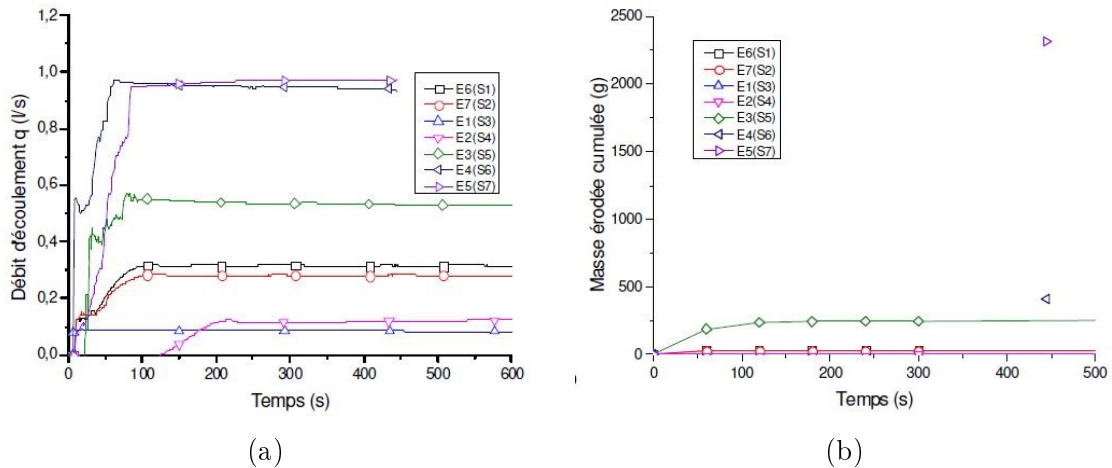 1,2
1,0
0,8
0,6
0,4
0,2
0,0
Débit découlement q (l/s)
0 100 200 300 400 500 600
Temps (s)
E6(S1)
E7(S2)
E1(S3)
E2(S4)
E3(S5)
E4(S6)
E5(S7)
(a)
2500
2000
1500
1000
500
0
Masse érodée cumulée (g)
0 100 200 300 400 500
Temps (s)
E6(S1)
E7(S2)
E1(S3)
E2(S4)
E3(S5)
E4(S6)
E5(S7)
(b)